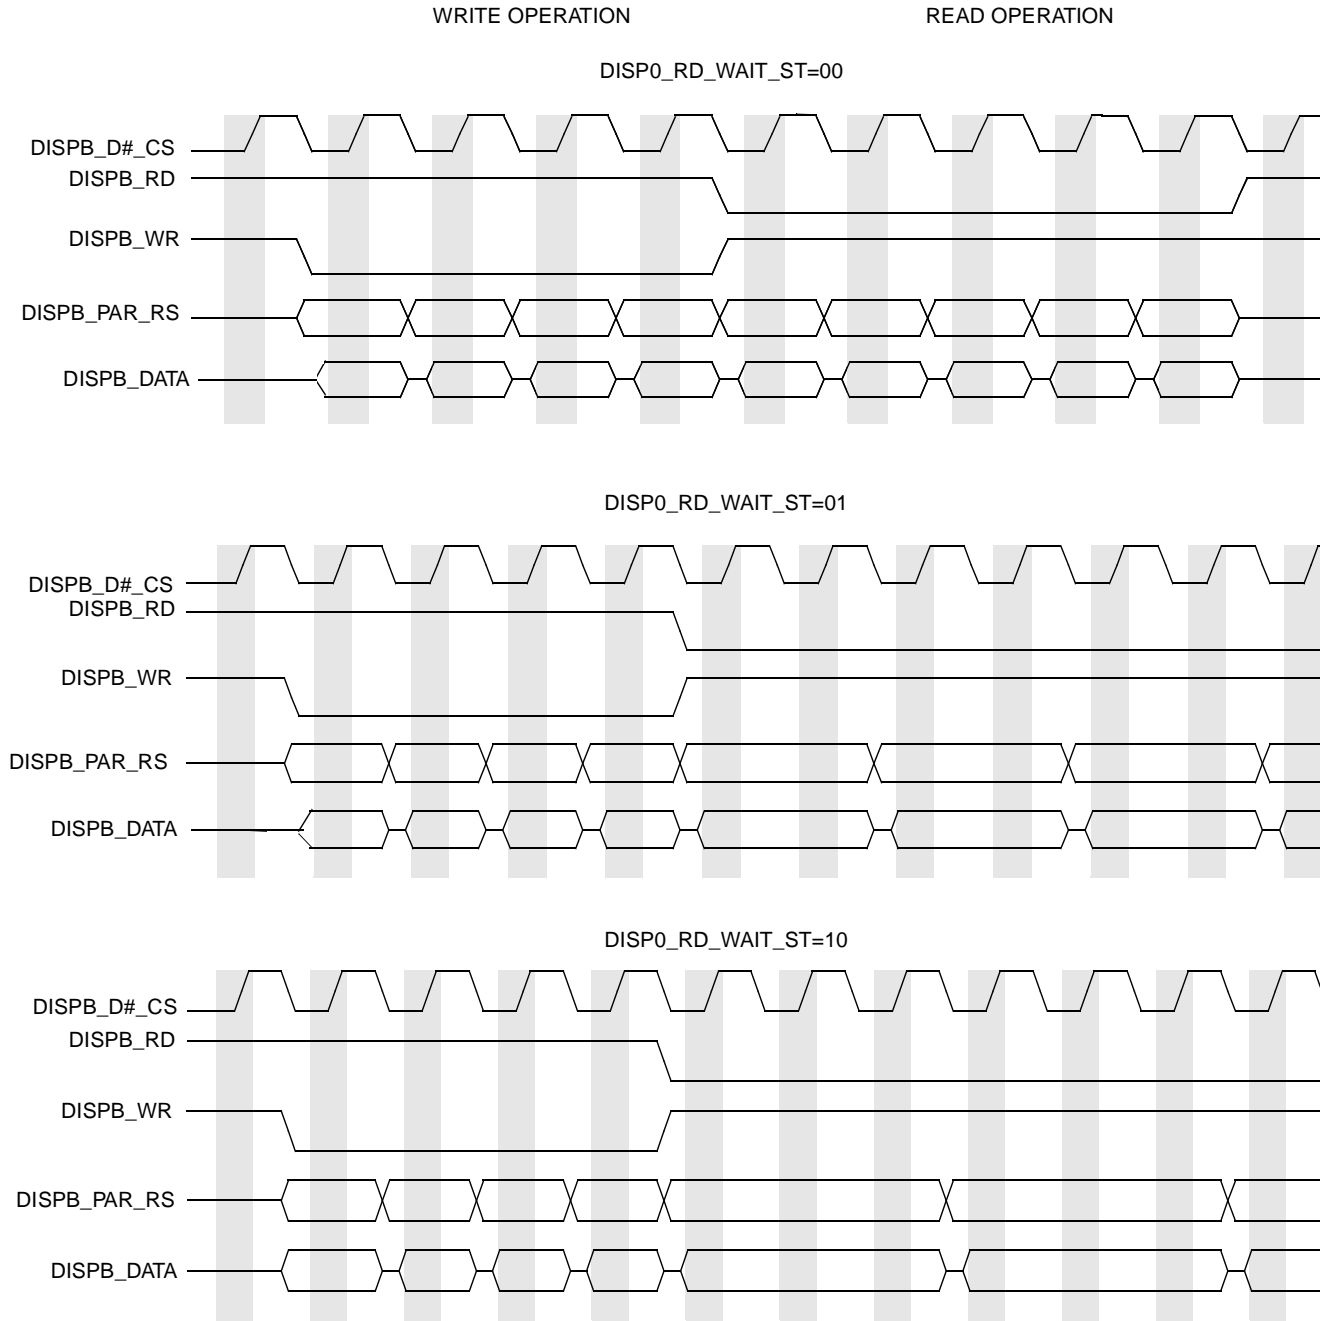 WRITE OPERATION
READ OPERATION
DISP0_RD_WAIT_ST=00
DISPB_D#_CS
DISPB_RD
DISPB_WR
DISPB_PAR_RS
DISPB_DATA
DISP0_RD_WAIT_ST=01
DISPB_D#_CS
DISPB_RD
DISPB_WR
DISPB_PAR_RS
DISPB_DATA
DISP0_RD_WAIT_ST=10
DISPB_D#_CS
DISPB_RD
DISPB_WR
DISPB_PAR_RS
DISPB_DATA